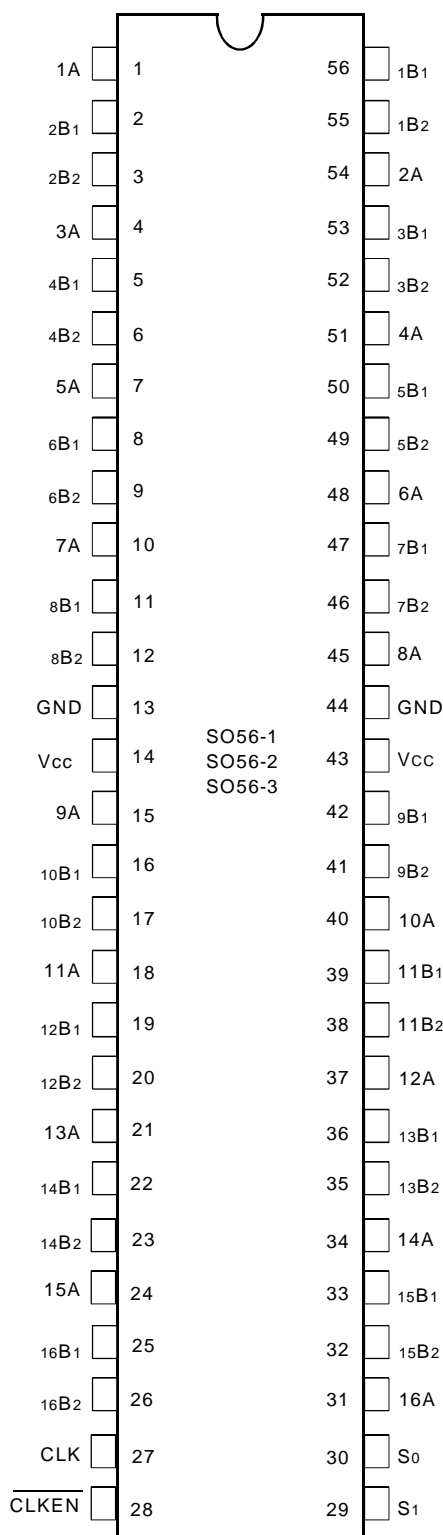 1A 1 56 1B1
2B1 2 55 1B2
2B2 3 54 2A
3A 4 53 3B1
4B1 5 52 3B2
4B2 6 51 4A
5A 7 50 5B1
6B1 8 49 5B2
6B2 9 48 6A
7A 10 47 7B1
8B1 11 46 7B2
8B2 12 45 8A
GND 13 44 GND
SO56-1
Vcc 14 SO56-2 43 Vcc
SO56-3
9A 15 42 9B1
10B1 16 41 9B2
10B2 17 40 10A
11A 18 39 11B1
12B1 19 38 11B2
12B2 20 37 12A
13A 21 36 13B1
14B1 22 35 13B2
14B2 23 34 14A
15A 24 33 15B1
16B1 25 32 15B2
16B2 26 31 16A
CLK 27 30 S0
CLKEN 28 29 S1